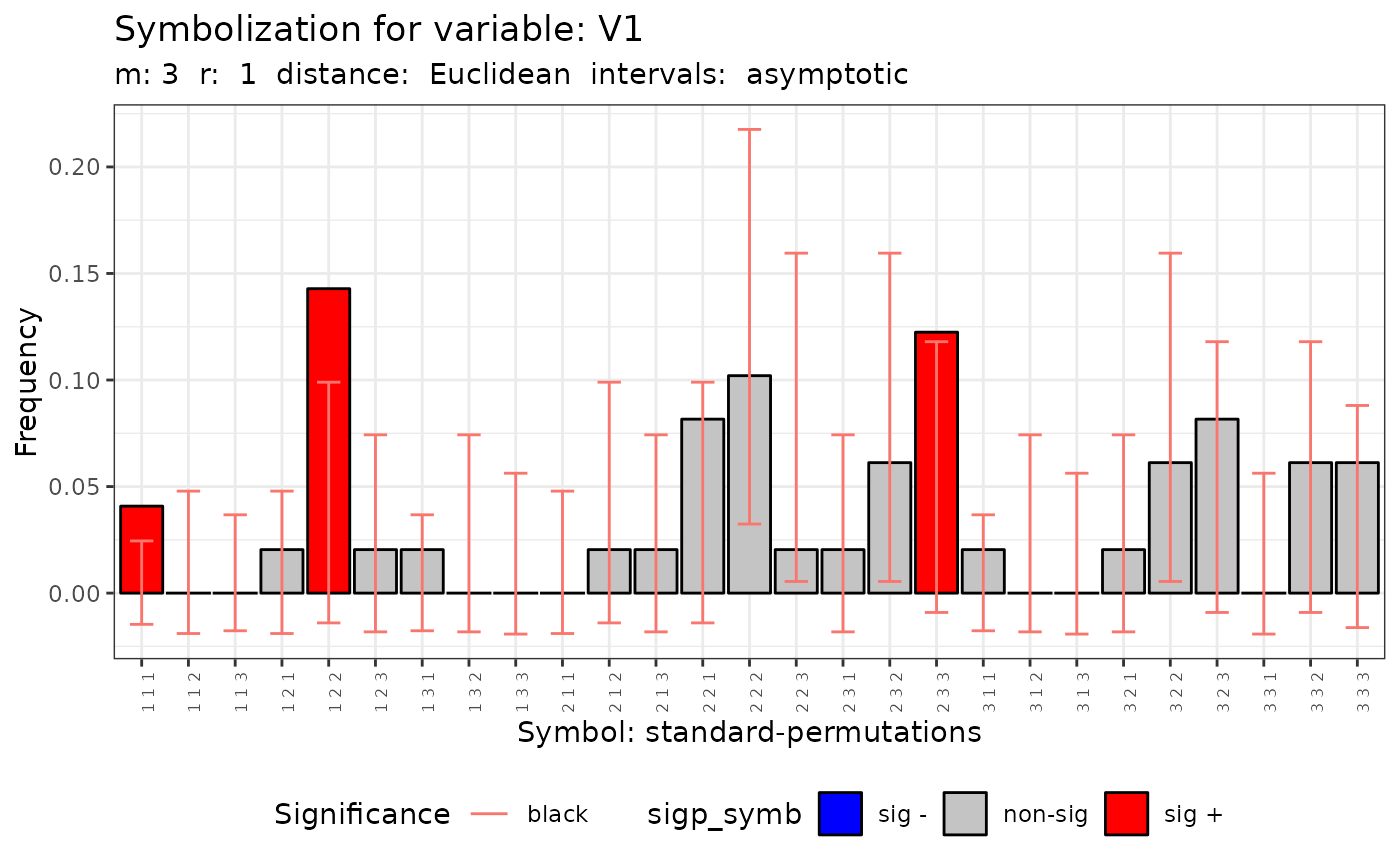 Symbolization for variable: V1
m: 3 r: 1 distance: Euclidean intervals: asymptotic
Frequency
0.20
0.15
0.10
0.05
0.00
1 1 1
1 1 2
1 1 3
1 2 1
1 2 2
1 2 3
1 3 1
1 3 2
1 3 3
2 1 1
2 1 2
2 1 3
2 2 1
2 2 2
2 2 3
2 3 1
2 3 2
2 3 3
3 1 1
3 1 2
3 1 3
3 2 1
3 2 2
3 2 3
3 3 1
3 3 2
3 3 3
Symbol: standard-permutations
Significance black sigp_symb sig - non-sig sig +